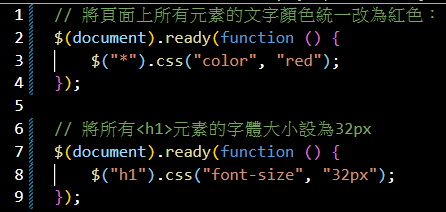 1 // 將頁面上所有元素的文字顏色統一改為紅色：
2 $(document).ready(function () {
3     $("*").css("color", "red");
4 });
5
6 // 將所有<h1>元素的字體大小設為32px
7 $(document).ready(function () {
8     $("h1").css("font-size", "32px");
9 });